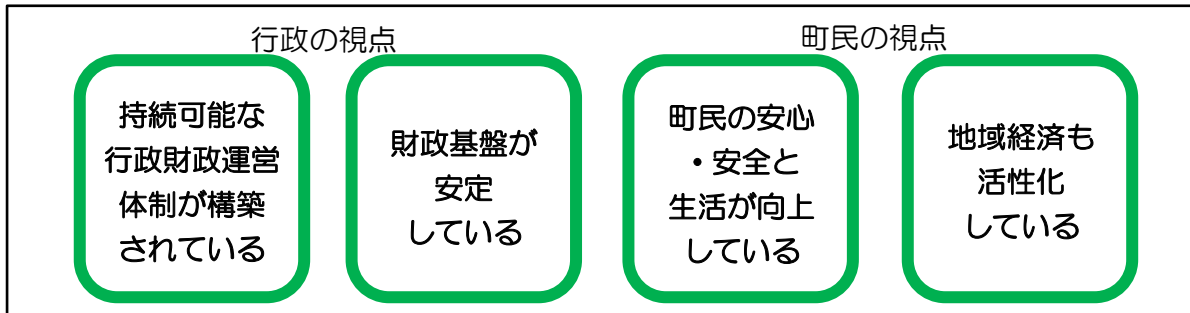 行政の視点
町民の視点
持続可能な
行政財政運営
体制が構築
されている
財政基盤が
安定
している
町民の安心
・安全と
生活が向上
している
地域経済も
活性化
している